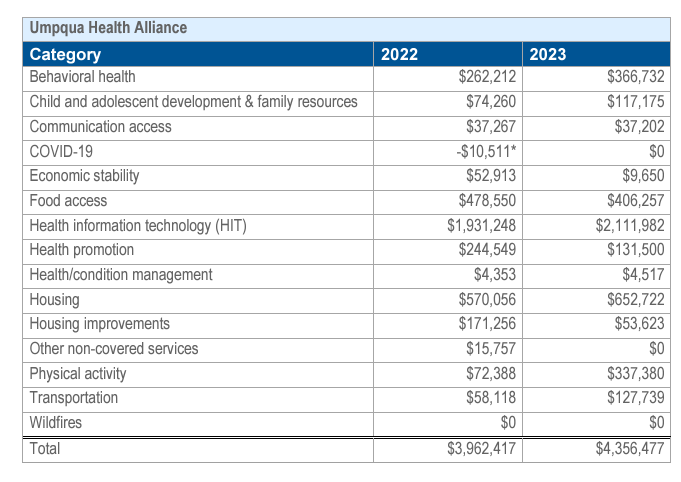 Umpqua Health Alliance
Category 2022 2023
Behavioral health $262,212 $366,732
Child and adolescent development & family resources $74,260 $117,175
Communication access $37,267 $37,202
COVID-19 -$10,511* $0
Economic stability $52,913 $9,650
Food access $478,550 $406,257
Health information technology (HIT) $1,931,248 $2,111,982
Health promotion $244,549 $131,500
Health/condition management $4,353 $4,517
Housing $570,056 $652,722
Housing improvements $171,256 $53,623
Other non-covered services $15,757 $0
Physical activity $72,388 $337,380
Transportation $58,118 $127,739
Wildfires $0 $0
Total $3,962,417 $4,356,477